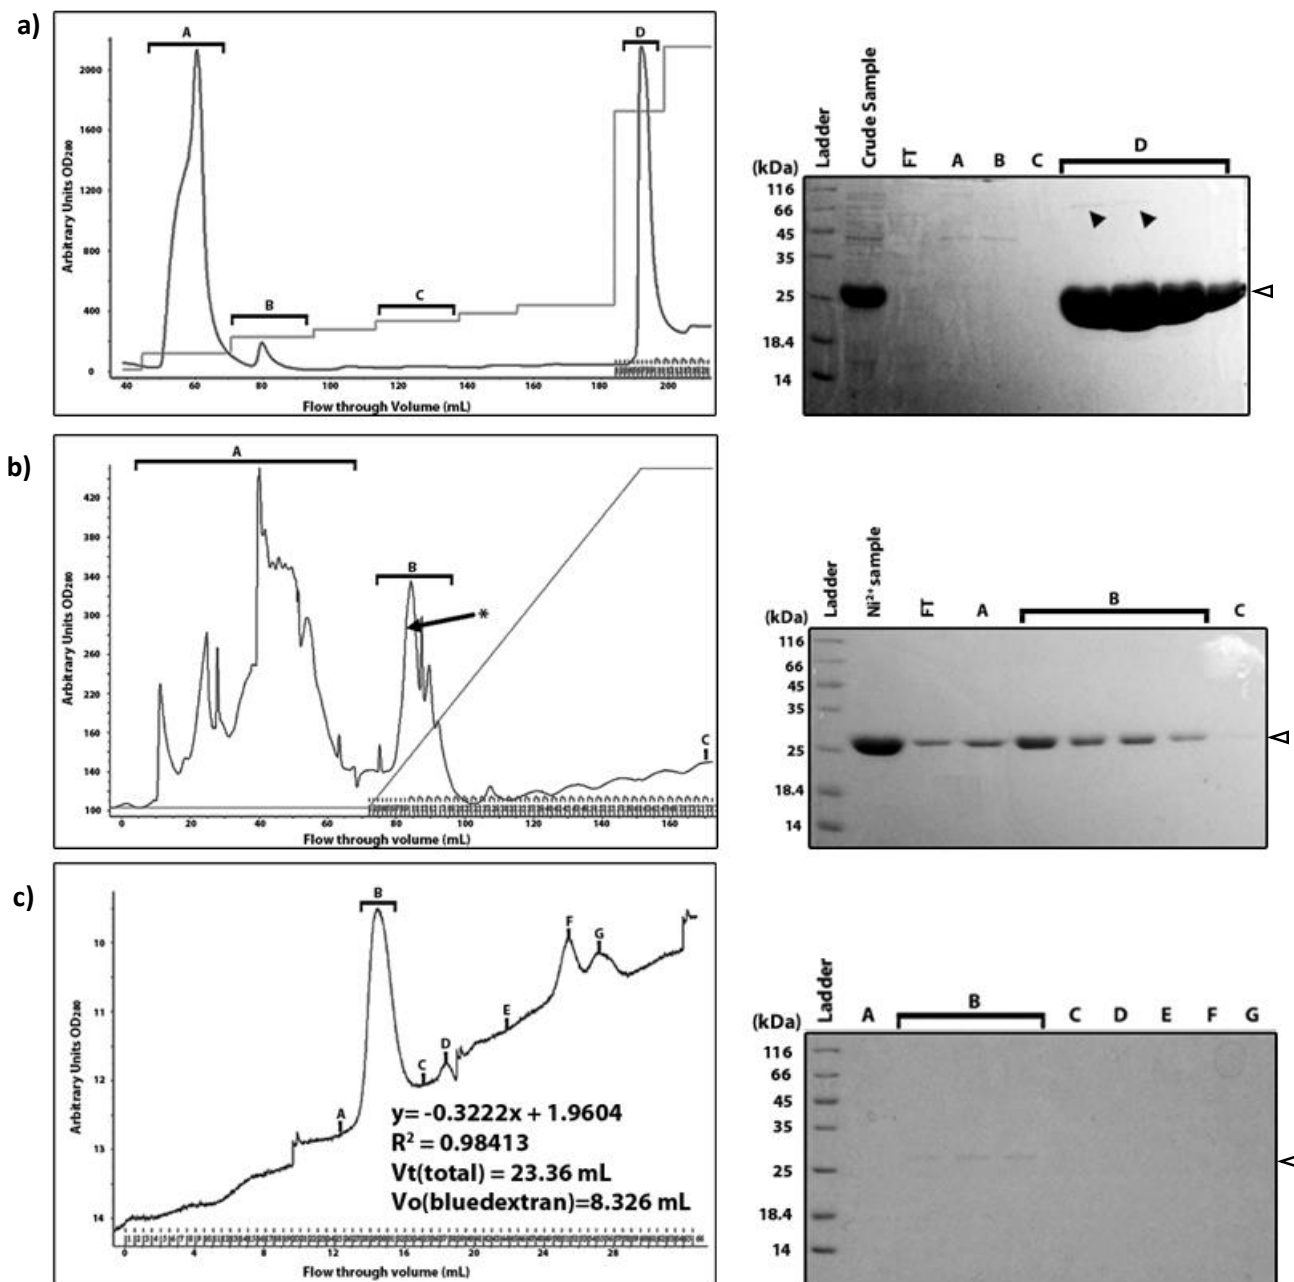 a)
A
D
B
C
Arbitrary Units OD280
2000
1600
1200
800
400
0
40
60
80
100
120
140
160
180
200
Flow through Volume (mL)
(kDa)
Ladder
Crude Sample
FT
A
B
C
D
116
66
45
35
25
18.4
14
b)
A
B
*
C
Arbitrary Units OD280
420
380
340
300
260
220
160
140
100
0
20
40
60
80
100
120
140
160
Flow through volume (mL)
(kDa)
Ladder
Ni2+ sample
FT
A
B
C
116
66
45
35
25
18.4
14
c)
B
F
G
E
D
C
A
Arbitrary Units OD280
10
11
12
13
14
y= -0.3222x + 1.9604
R2 = 0.98413
Vt(total) = 23.36 mL
Vo(bluedextran)=8.326 mL
0
4
8
12
16
20
24
28
Flow through volume (mL)
(kDa)
Ladder
A
B
C
D
E
F
G
116
66
45
35
25
18.4
14